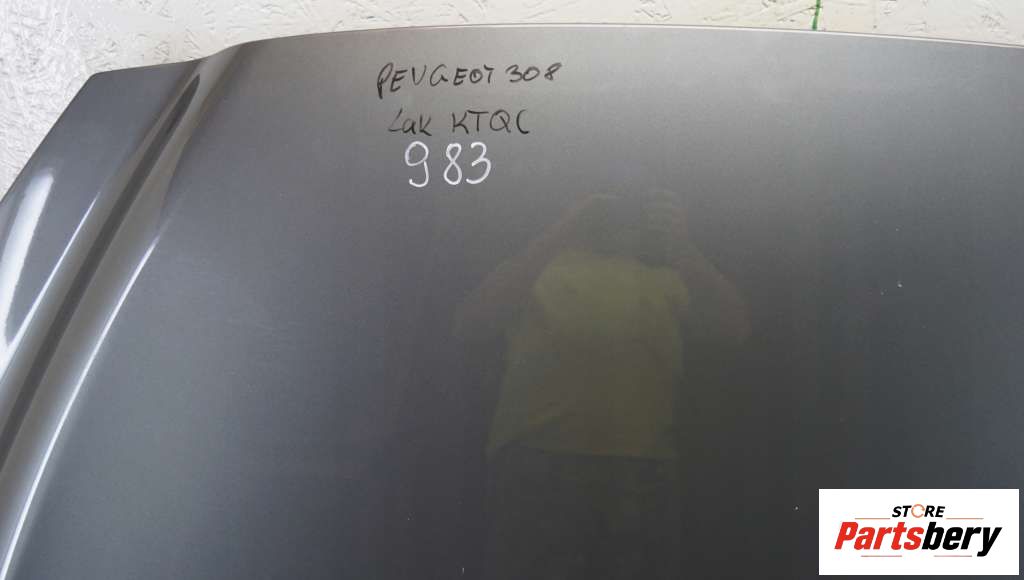 PEUGEOT 308
Lak KTQC
983
STORE
Partsbery